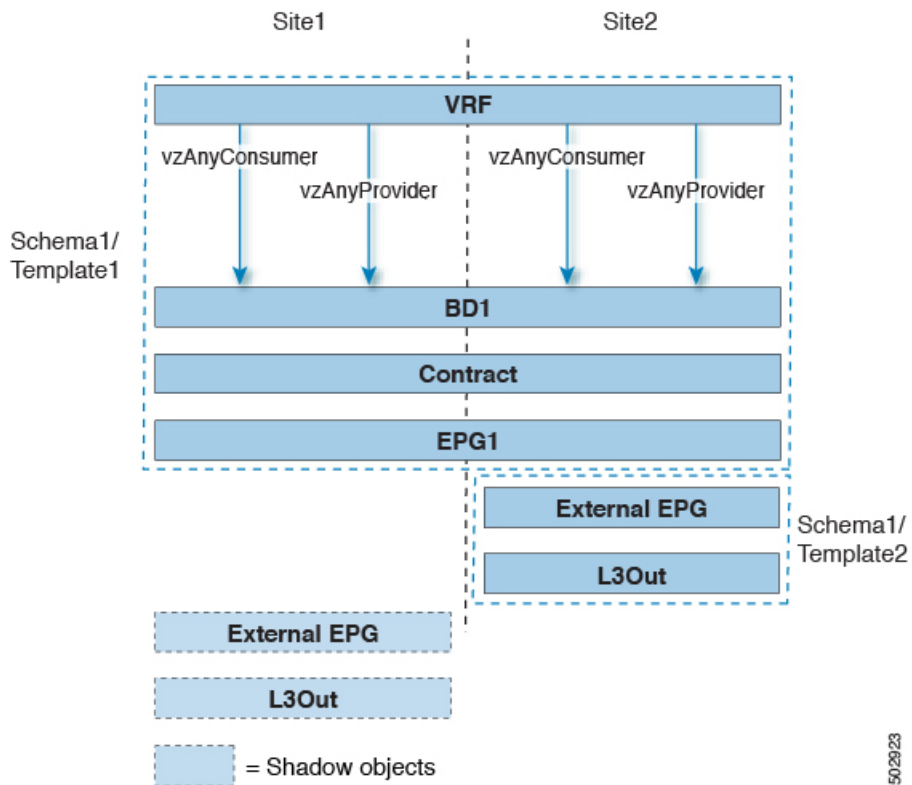 Site1
Site2
VRF
vzAnyConsumer
vzAnyProvider
vzAnyConsumer
vzAnyProvider
Schema1/
Template1
BD1
Contract
EPG1
External EPG
L3Out
Schema1/
Template2
External EPG
L3Out
= Shadow objects
502923